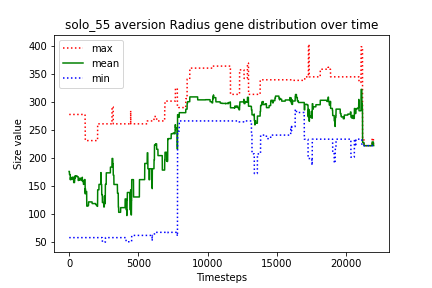 solo_55 aversion Radius gene distribution over time
max
mean
min
Size value
400
350
300
250
200
150
100
50
0
5000
10000
15000
20000
Timesteps